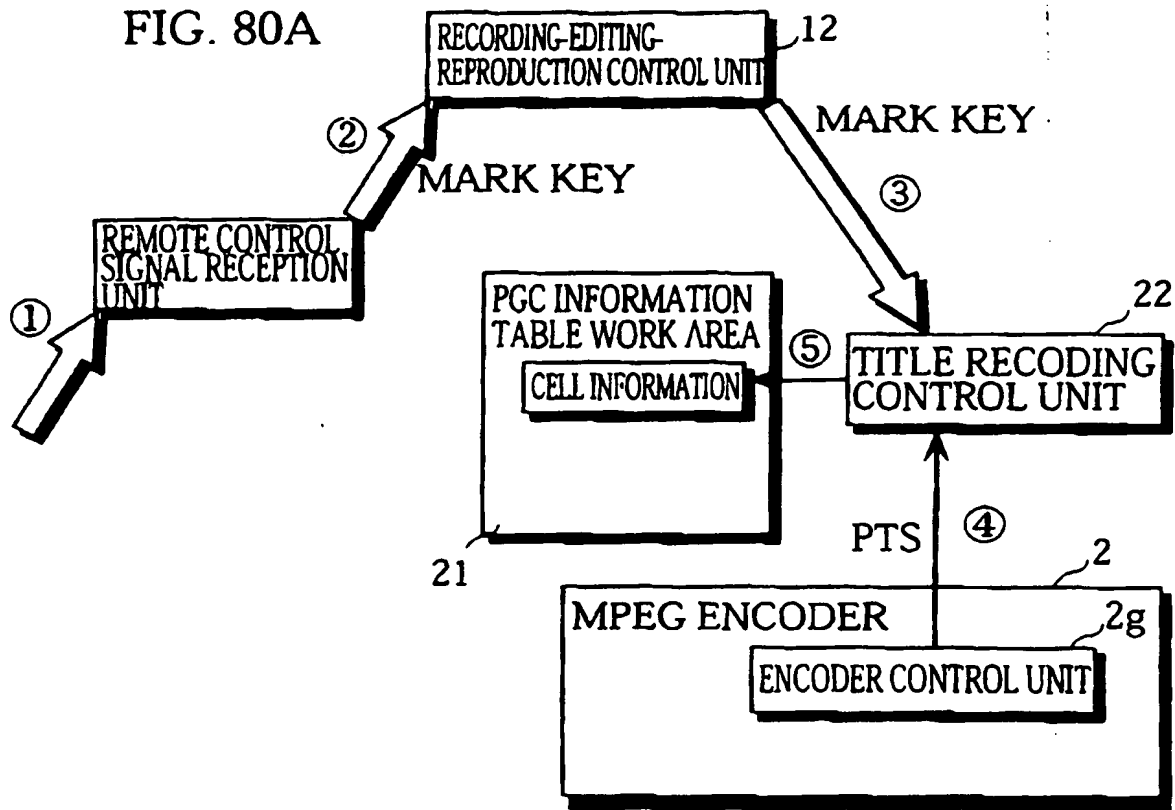 FIG. 80A
RECORDING-EDITING-
REPRODUCTION CONTROL UNIT
12
②
MARK KEY
MARK KEY
③
REMOTE CONTROL
SIGNAL RECEPTION
UNIT
①
PGC INFORMATION
TABLE WORK AREA
CELL INFORMATION
21
⑤
22
TITLE RECODING
CONTROL UNIT
PTS
④
2
MPEG ENCODER
2g
ENCODER CONTROL UNIT